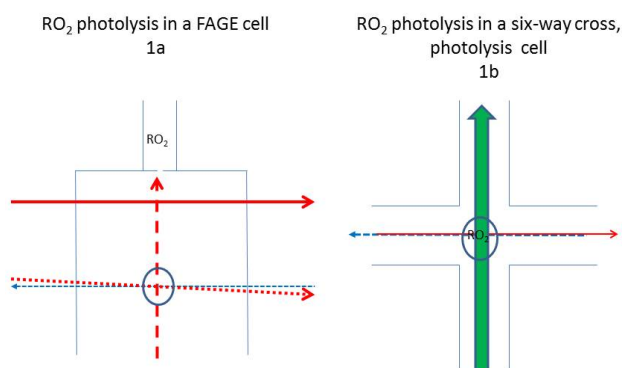 RO₂ photolysis in a FAGE cell
1a
RO₂
RO₂ photolysis in a six-way cross,
photolysis cell
1b
RO₂